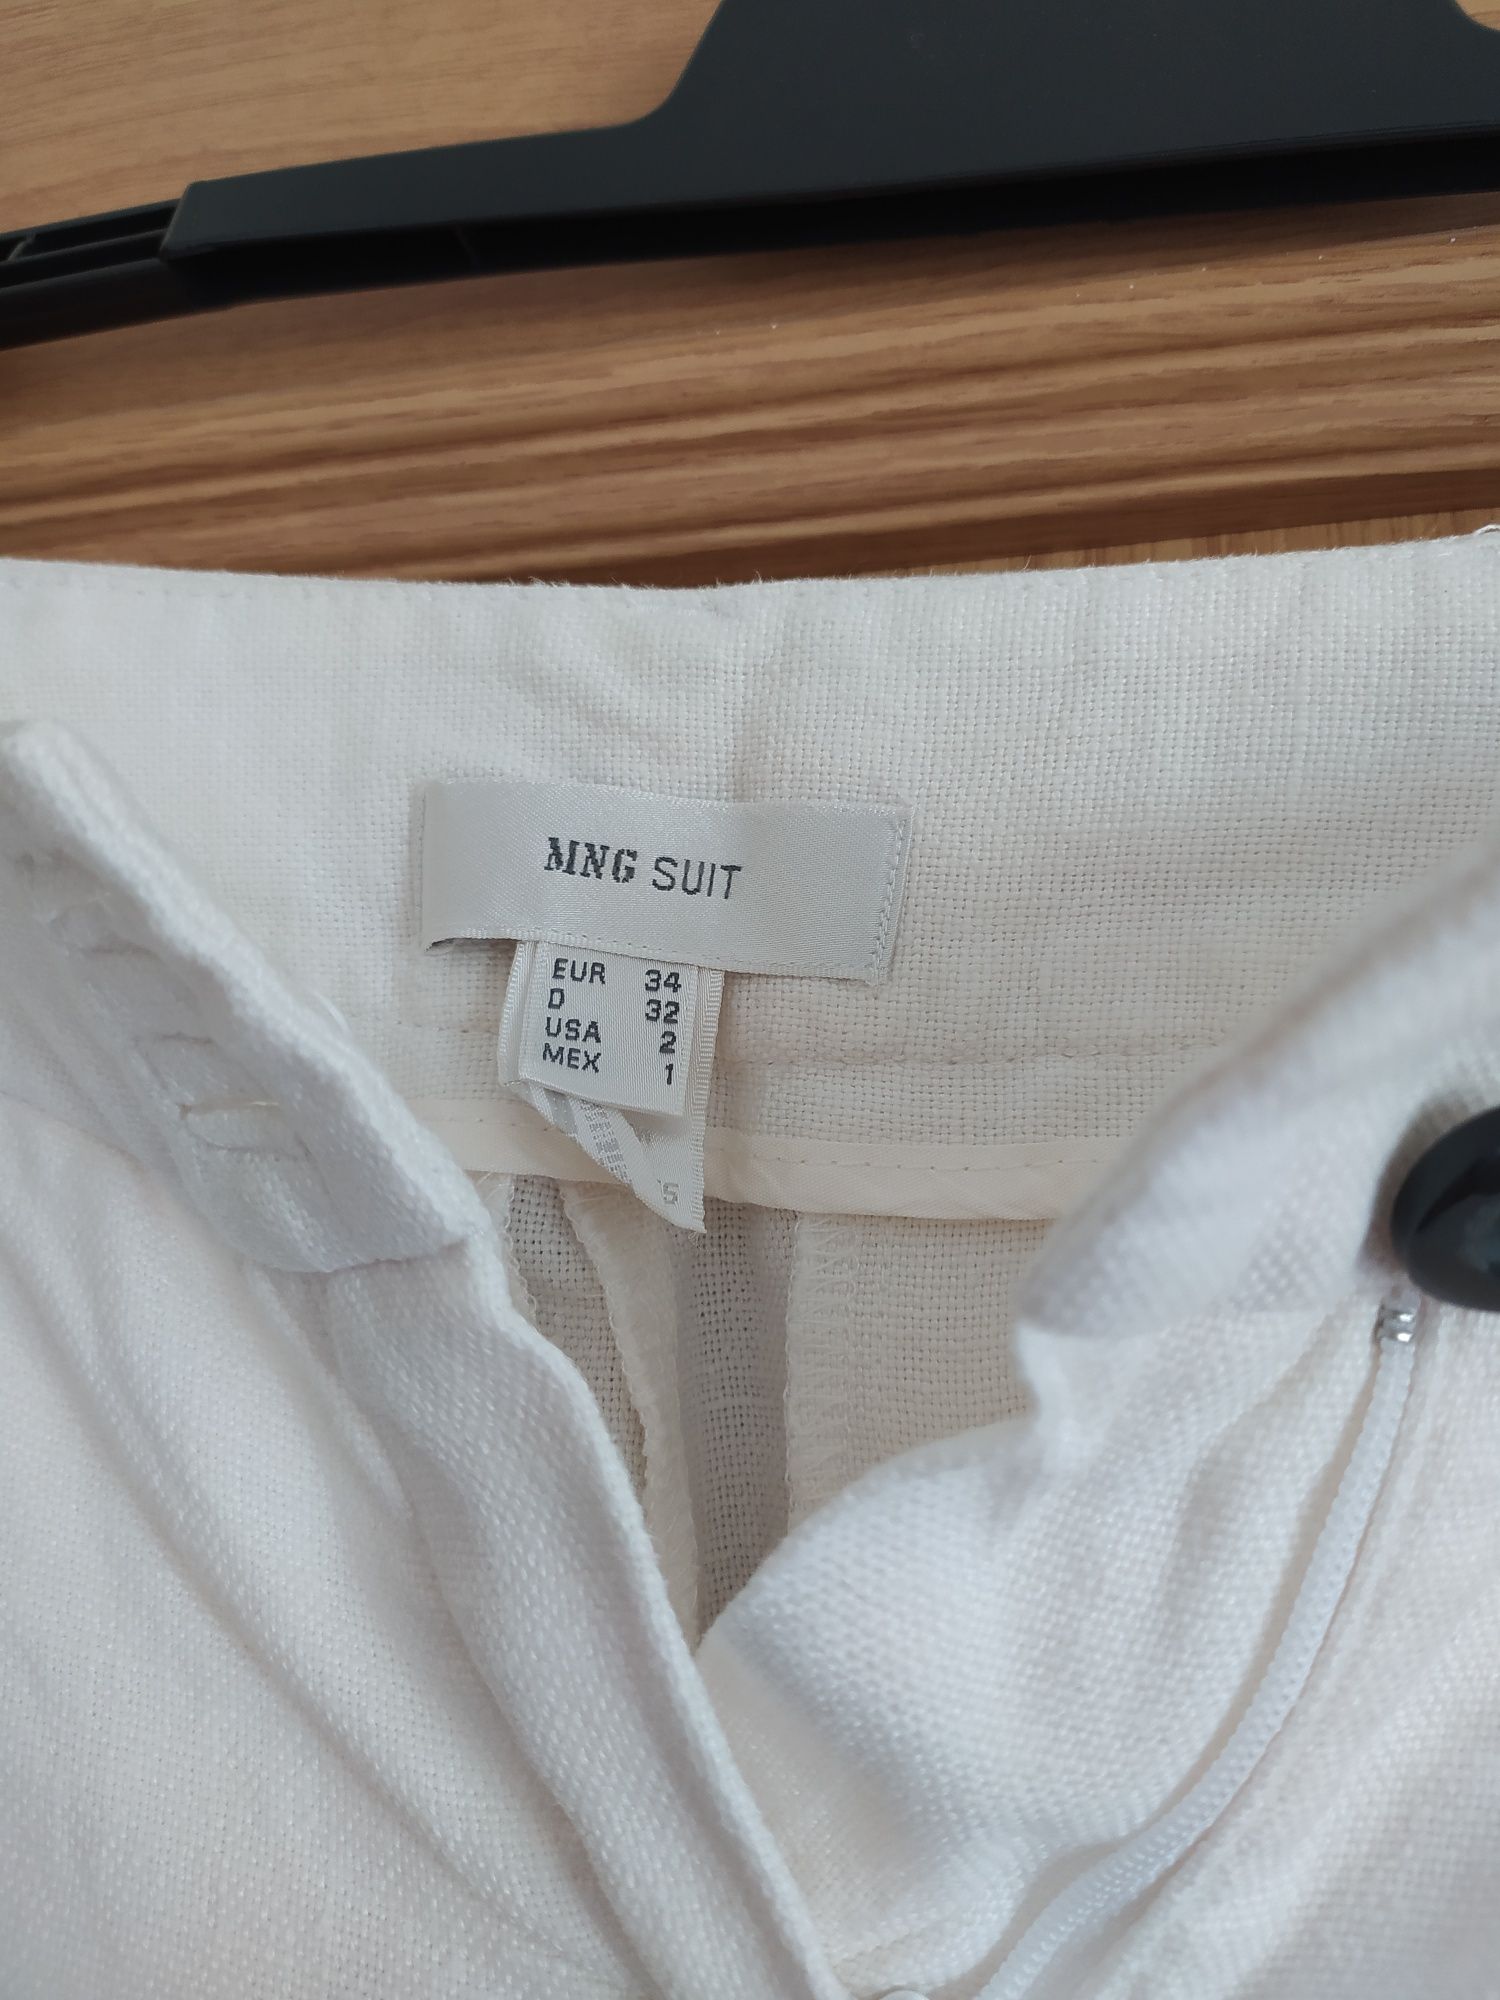 MNG SUIT
EUR 34
D 32
USA 2
MEX 1